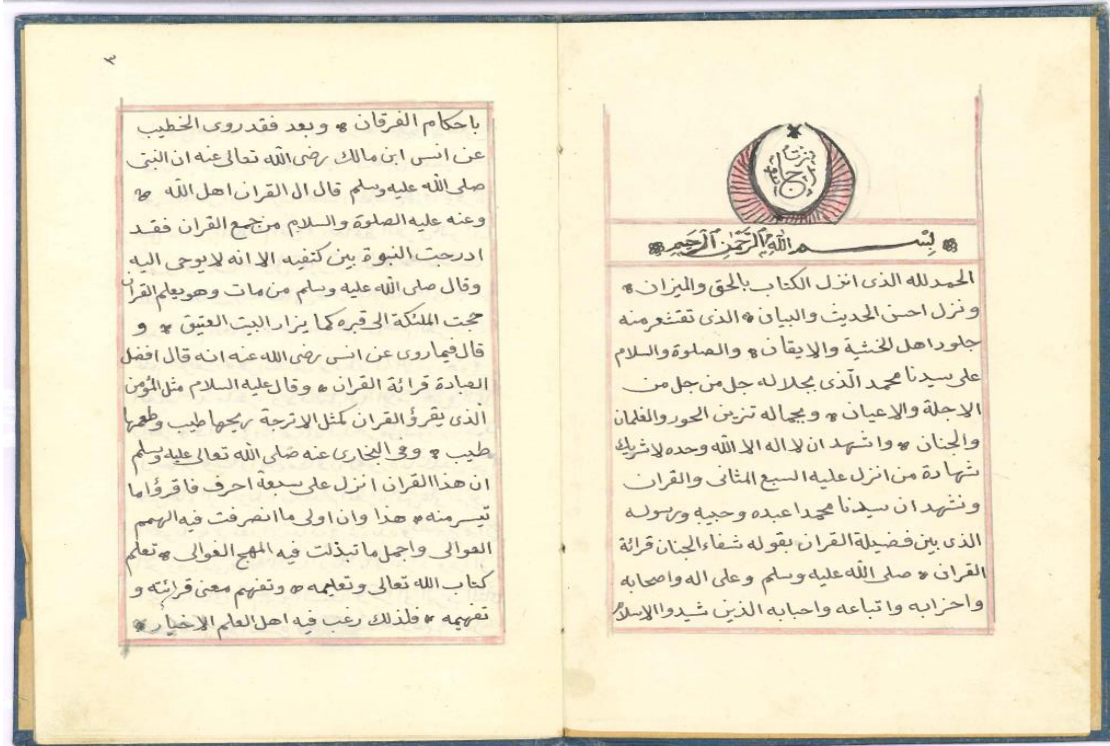 بسم الله الرحمن الرحيم
الحمد لله الذى انزل الكتاب بالحق والميزان
ونزل احسن الحديث والبيان الذى تقشعر منه
جلود اهل الخشية والايقان والصلوة والسلام
على سيدنا محمد الذى بجلاله جل من جل من
الاجلة والاعيان وبجماله تزين الحور والغلمان
والجنان واشهد ان لا اله الا الله وحده لا شريك
شهادة من انزل عليه السبع المثانى والقران
ونشهد ان سيدنا محمدا عبده وحبيبه ورسوله
الذى بين فضيلة القران بقوله شفاء الجنان قرائة
القران صلى الله عليه وسلم وعلى اله واصحابه
واحزابه واتباعه واحبابه الذين شيدوا الاسلام
٣
باحكام الفرقان وبعد فقد روى الخطيب
عن انس ابن مالك رضى الله تعالى عنه ان النبى
صلى الله عليه وسلم قال ال القران اهل الله
وعنه عليه الصلوة والسلام من جمع القران فقد
ادرجت النبوة بين كتفيه الا انه لا يوحى اليه
وقال صلى الله عليه وسلم من مات وهو يعلم القران
حجت الملئكة الى قبره كما يزار البيت العتيق و
قال فيما روى عن انس رضى الله عنه انه قال افضل
العبادة قرائة القران وقال عليه السلام مثل المؤمن
الذى يقرؤ القران كمثل الاترجة ريحها طيب وطعمها
طيب وفى البخارى عنه صلى الله تعالى عليه وسلم
ان هذا القران انزل على سبعة احرف فاقرؤا ما
تيسر منه هذا وان اولى ما انصرفت فيه الهمم
العوالى واجمل ما تبذلت فيه المهج الغوالى تعلم
كتاب الله تعالى وتعليمه وتفهم معنى قرائته و
تفهيمه فلذلك رغب فيه اهل العلم الاخيار